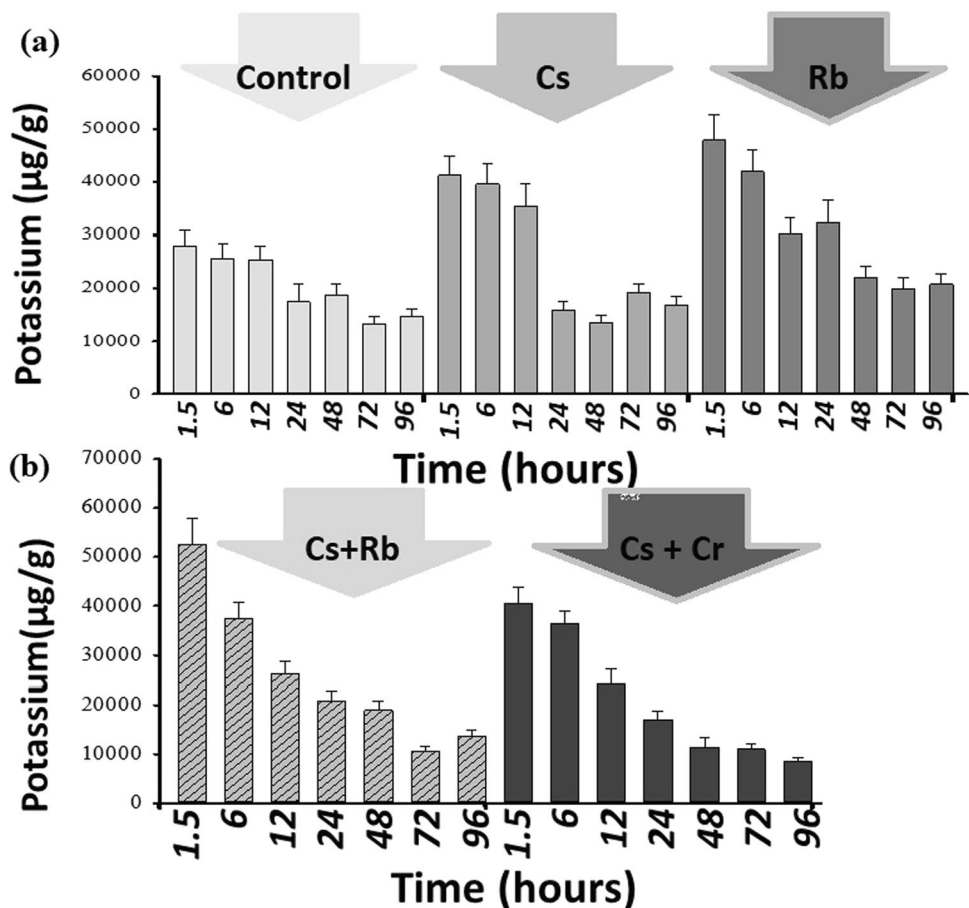 (a)
Control Cs Rb
Potassium (µg/g)
60000
50000
40000
30000
20000
10000
0
1.5 6 12 24 48 72 96 1.5 6 12 24 48 72 96 1.5 6 12 24 48 72 96
Time (hours)
(b)
Cs+Rb Cs + Cr
Potassium(µg/g)
70000
60000
50000
40000
30000
20000
10000
0
1.5 6 12 24 48 72 96 1.5 6 12 24 48 72 96
Time (hours)